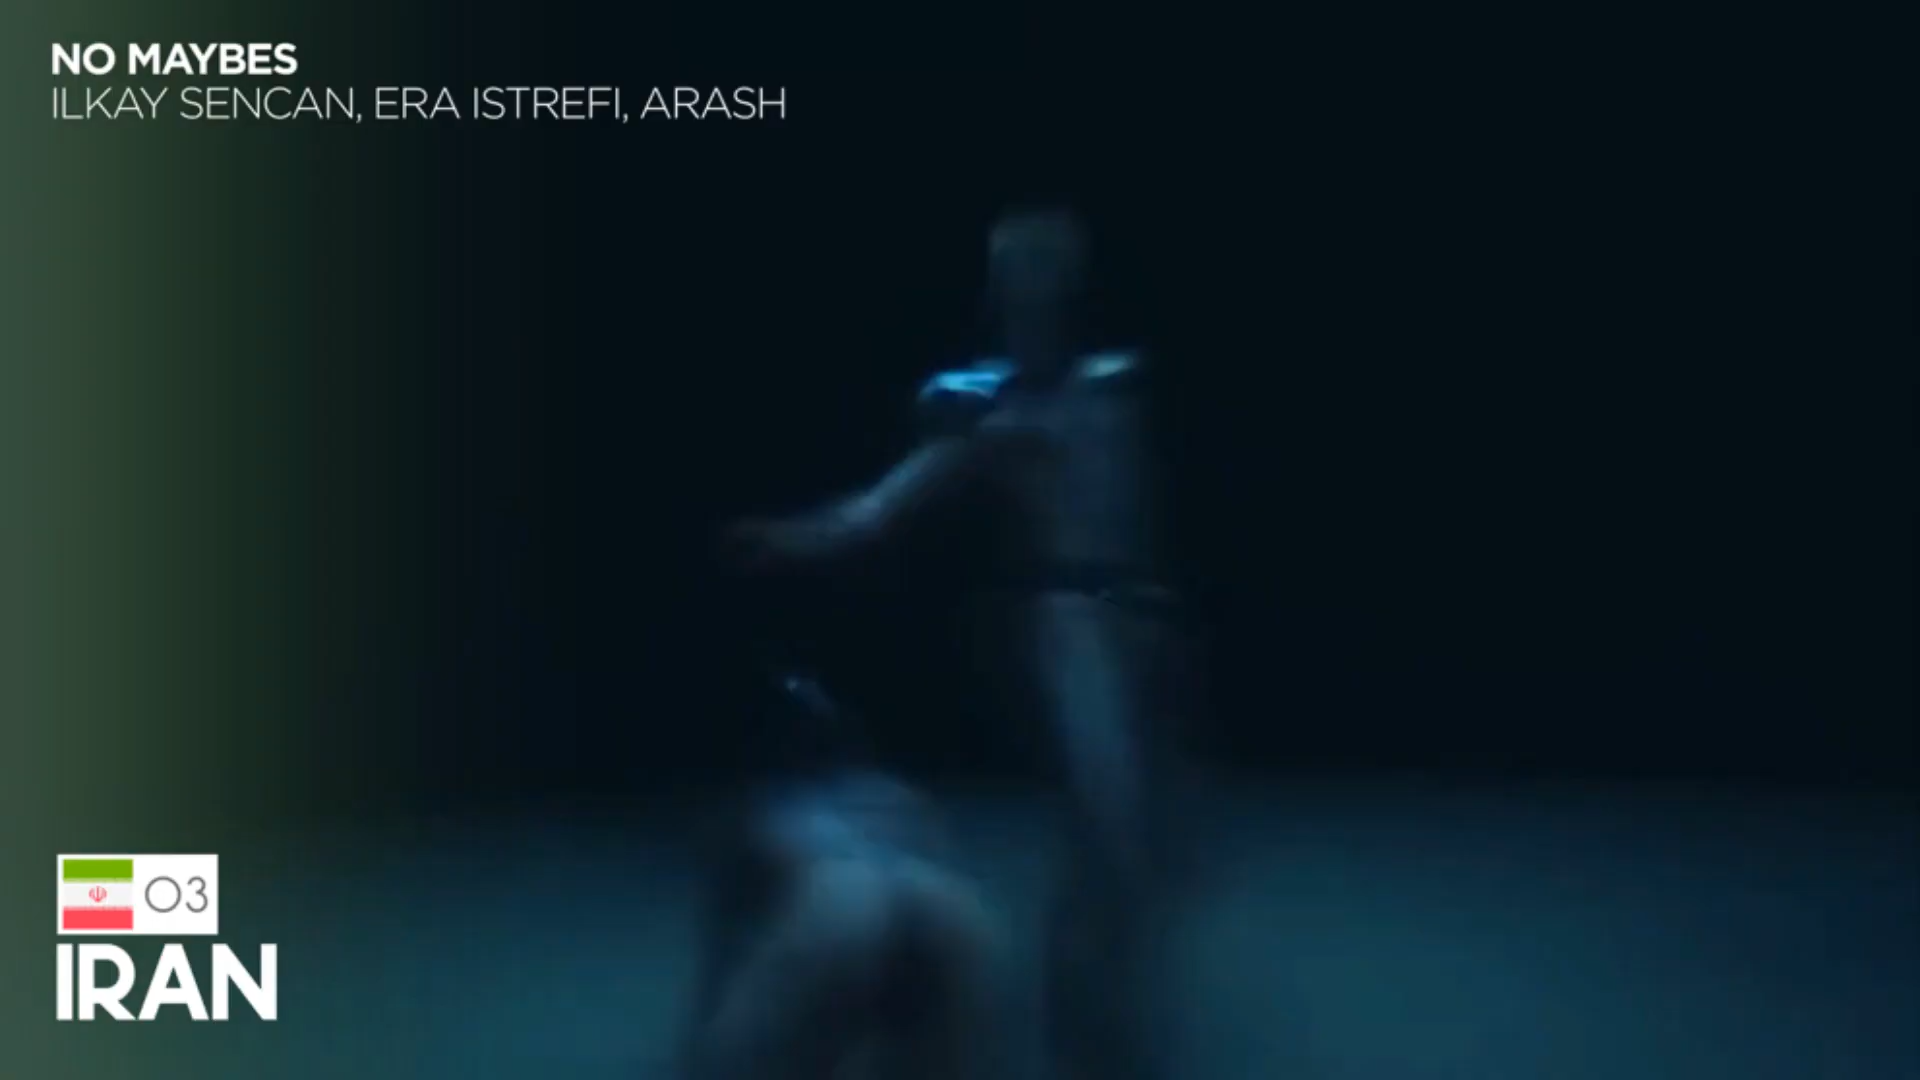 NO MAYBES
ILKAY SENCAN, ERA ISTREFI, ARASH
03
IRAN